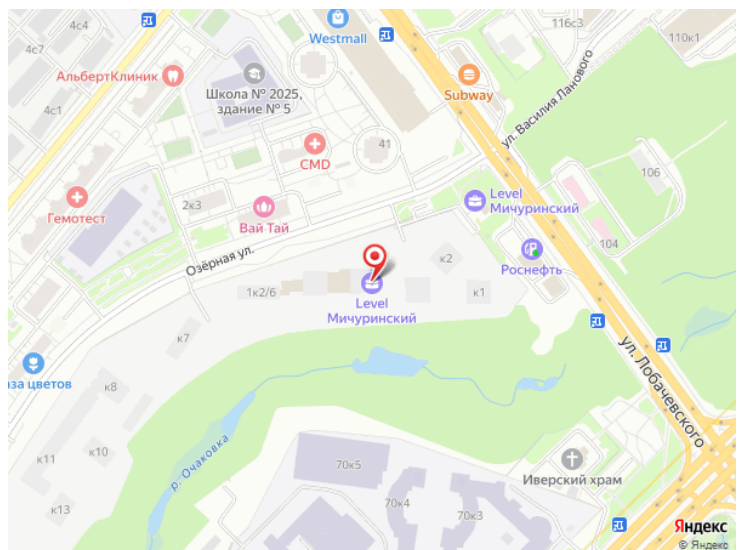 4с4
4с7
Westmall
116с3
110к1
АльбертКлиник
Школа № 2025,
здание № 5
Subway
4с1
ул. Василия Ланового
41
CMD
106
Level
Мичуринский
Гемотест
2к3
Вай Тай
104
Озёрная ул.
Роснефть
к2
1к2/6
к1
Level
Мичуринский
к7
ул. Лобачевского
аза цветов
к8
р. Очаковка
к10
к11
70к5
Иверский храм
к13
70к4
70к3
Яндекс
© Яндекс